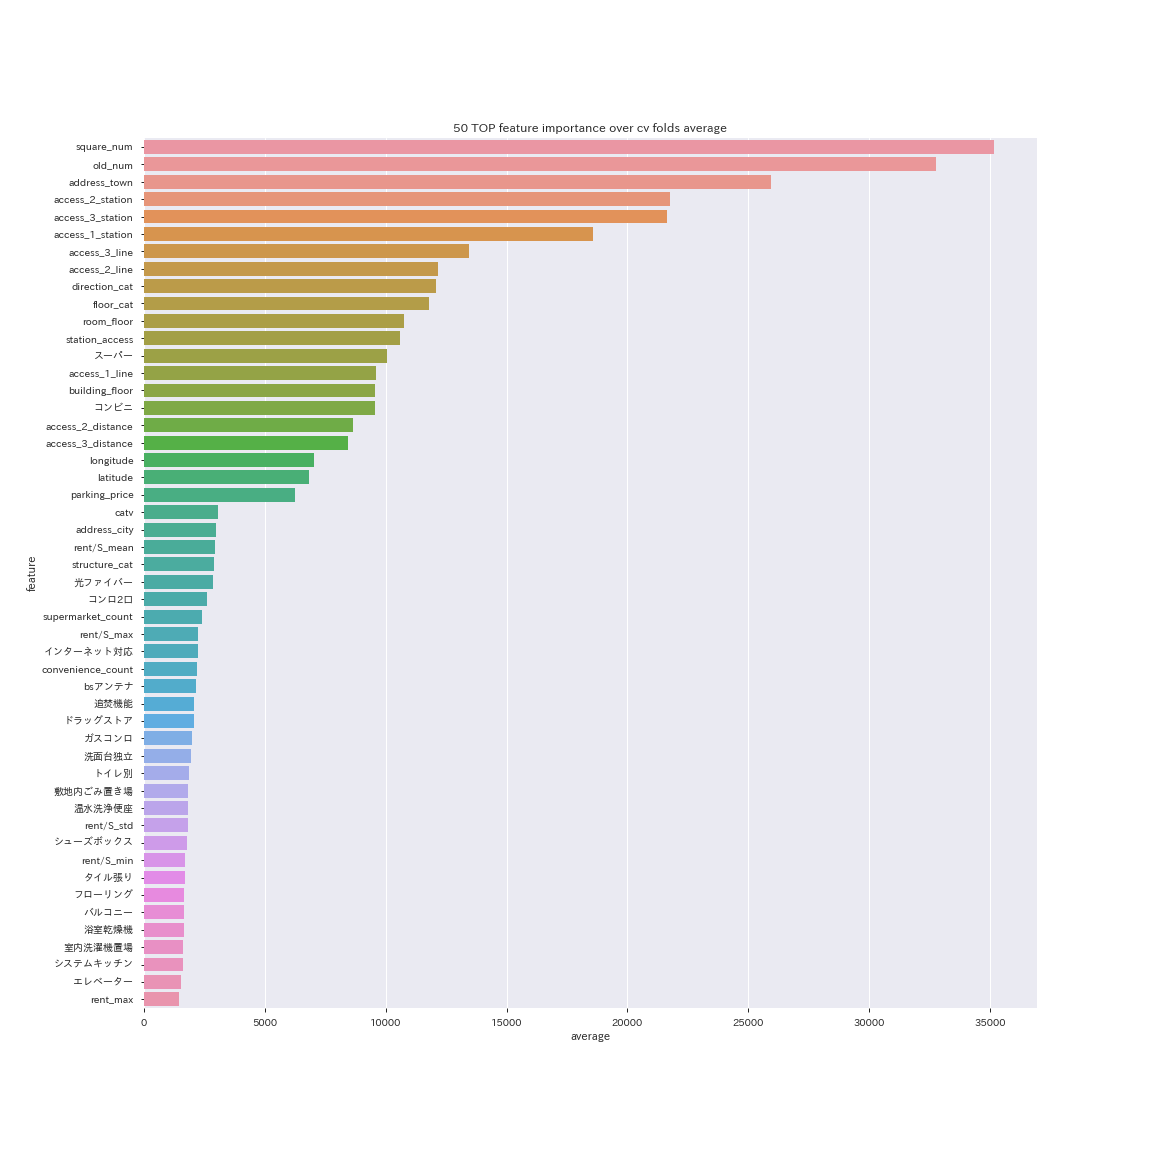 50 TOP feature importance over cv folds average
square_num
old_num
address_town
access_2_station
access_3_station
access_1_station
access_3_line
access_2_line
direction_cat
floor_cat
room_floor
station_access
スーパー
access_1_line
building_floor
コンビニ
access_2_distance
access_3_distance
longitude
latitude
parking_price
catv
address_city
rent/S_mean
structure_cat
光ファイバー
コンロ2口
supermarket_count
rent/S_max
インターネット対応
convenience_count
bsアンテナ
追焚機能
ドラッグストア
ガスコンロ
洗面台独立
トイレ別
敷地内ごみ置き場
温水洗浄便座
rent/S_std
シューズボックス
rent/S_min
タイル張り
フローリング
バルコニー
浴室乾燥機
室内洗濯機置場
システムキッチン
エレベーター
rent_max
feature
0 5000 10000 15000 20000 25000 30000 35000
average